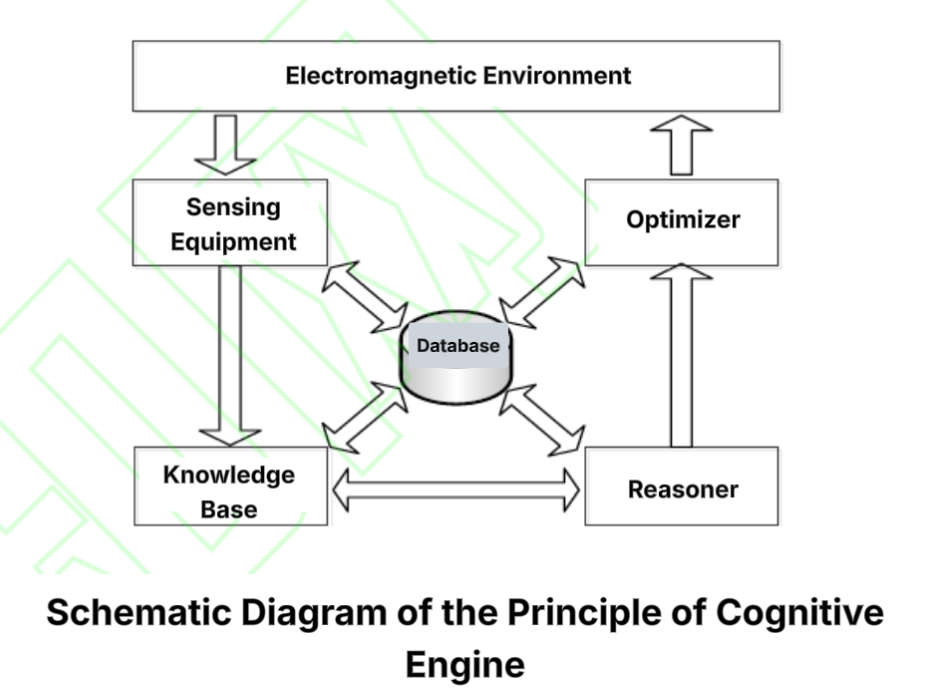 Electromagnetic Environment
Sensing
Equipment
Optimizer
Database
Knowledge
Base
Reasoner
Schematic Diagram of the Principle of Cognitive
Engine